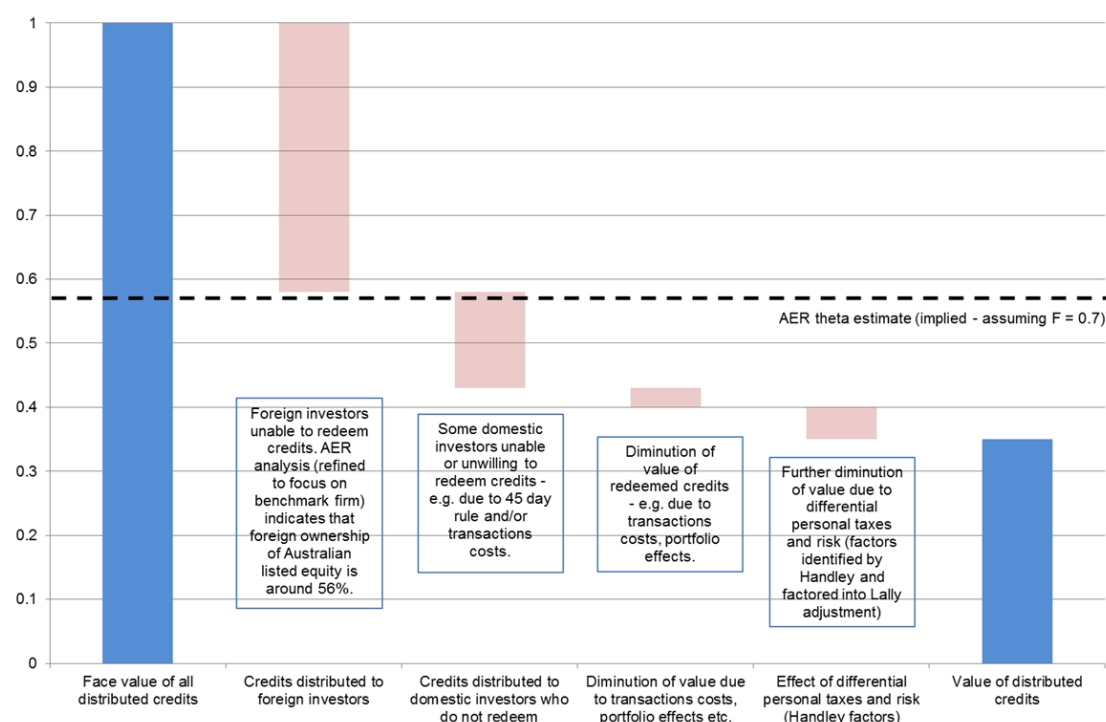 1
0.9
0.8
0.7
0.6
0.5
0.4
0.3
0.2
0.1
0
AER theta estimate (implied - assuming F = 0.7)
Foreign investors
unable to redeem
credits. AER
analysis (refined
to focus on
benchmark firm)
indicates that
foreign ownership
of Australian
listed equity is
around 56%.
Some domestic
investors unable
or unwilling to
redeem credits -
e.g. due to 45 day
rule and/or
transactions
costs.
Diminution of
value of
redeemed credits
- e.g. due to
transactions
costs, portfolio
effects.
Further diminution
of value due to
differential
personal taxes
and risk (factors
identified by
Handley and
factored into Lally
adjustment)
Face value of all
distributed credits
Credits distributed to
foreign investors
Credits distributed to
domestic investors who
do not redeem
Diminution of value due
to transactions costs,
portfolio effects etc.
Effect of differential
personal taxes and risk
(Handley factors)
Value of distributed
credits